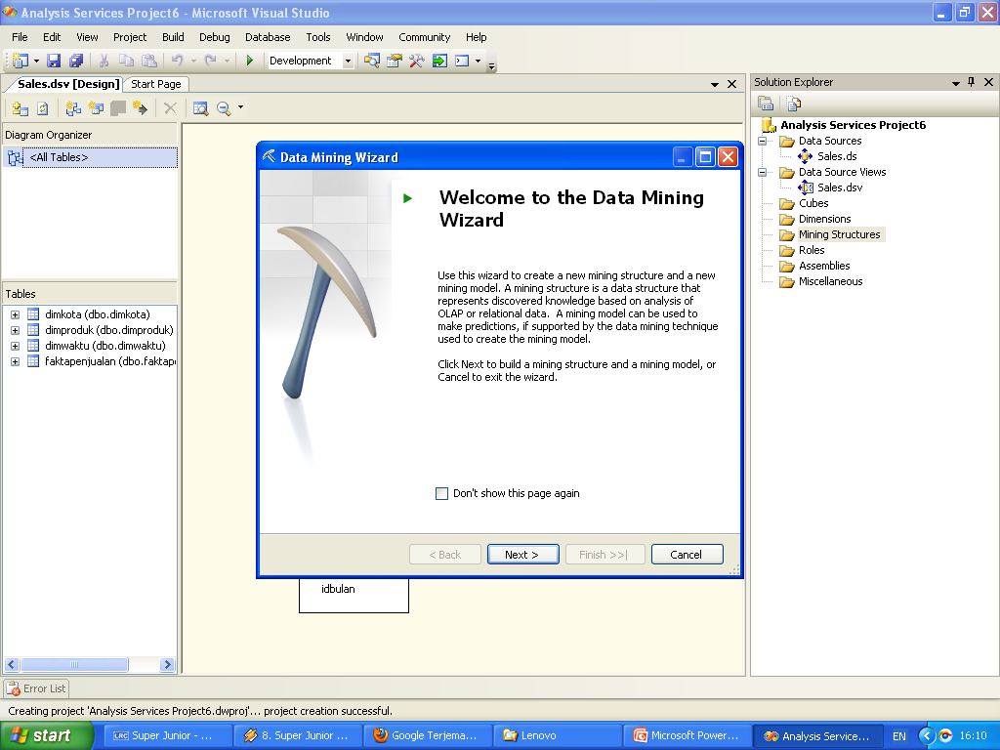 Analysis Services Project6 - Microsoft Visual Studio
File Edit View Project Build Debug Database Tools Window Community Help
Development
Sales.dsv [Design] Start Page
Diagram Organizer
<All Tables>
Tables
dimkota (dbo.dimkota)
dimproduk (dbo.dimproduk)
dimwaktu (dbo.dimwaktu)
faktapenjualan (dbo.faktape
Data Mining Wizard
Welcome to the Data Mining
Wizard
Use this wizard to create a new mining structure and a new
mining model. A mining structure is a data structure that
represents discovered knowledge based on analysis of
OLAP or relational data. A mining model can be used to
make predictions, if supported by the data mining technique
used to create the mining model.
Click Next to build a mining structure and a mining model, or
Cancel to exit the wizard.
Don't show this page again
< Back Next > Finish >>| Cancel
idbulan
Solution Explorer
Analysis Services Project6
Data Sources
Sales.ds
Data Source Views
Sales.dsv
Cubes
Dimensions
Mining Structures
Roles
Assemblies
Miscellaneous
Error List
Creating project 'Analysis Services Project6.dwproj'... project creation successful.
start LRC Super Junior - ... 8. Super Junior ... Google Terjema... Lenovo Microsoft Power... Analysis Service... EN 16:10